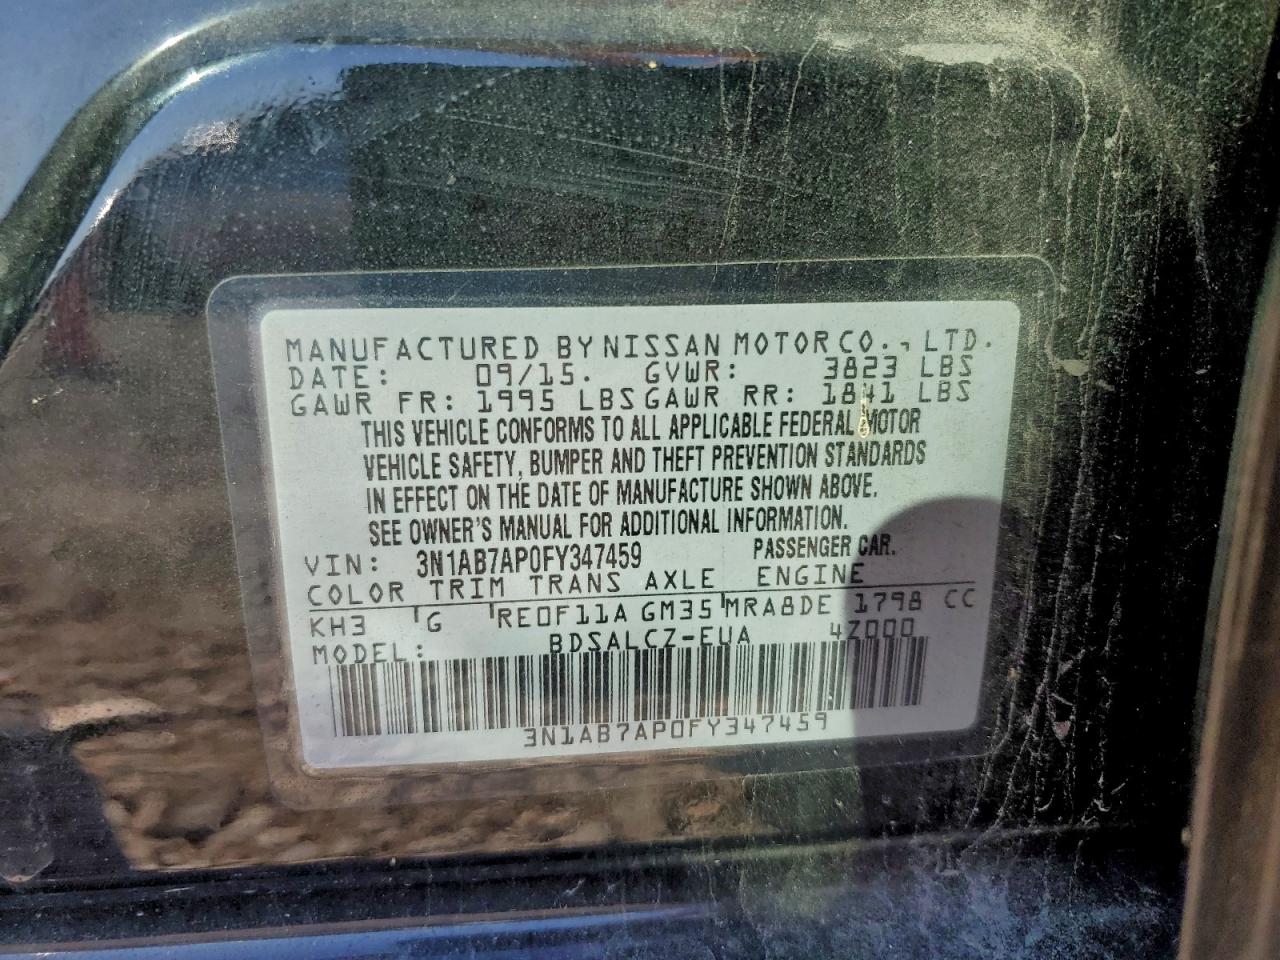 MANUFACTURED BY NISSAN MOTOR CO., LTD.
DATE: 09/15. GVWR: 3823 LBS
GAWR FR: 1995 LBS GAWR RR: 1841 LBS
THIS VEHICLE CONFORMS TO ALL APPLICABLE FEDERAL MOTOR
VEHICLE SAFETY, BUMPER AND THEFT PREVENTION STANDARDS
IN EFFECT ON THE DATE OF MANUFACTURE SHOWN ABOVE.
SEE OWNER'S MANUAL FOR ADDITIONAL INFORMATION.
VIN: 3N1AB7AP0FY347459 PASSENGER CAR.
COLOR TRIM TRANS AXLE ENGINE
KH3 G RE0F11A GM35 MRA8DE 1798 CC
MODEL: BDSALCZ-EUA 4Z000
3N1AB7AP0FY347459